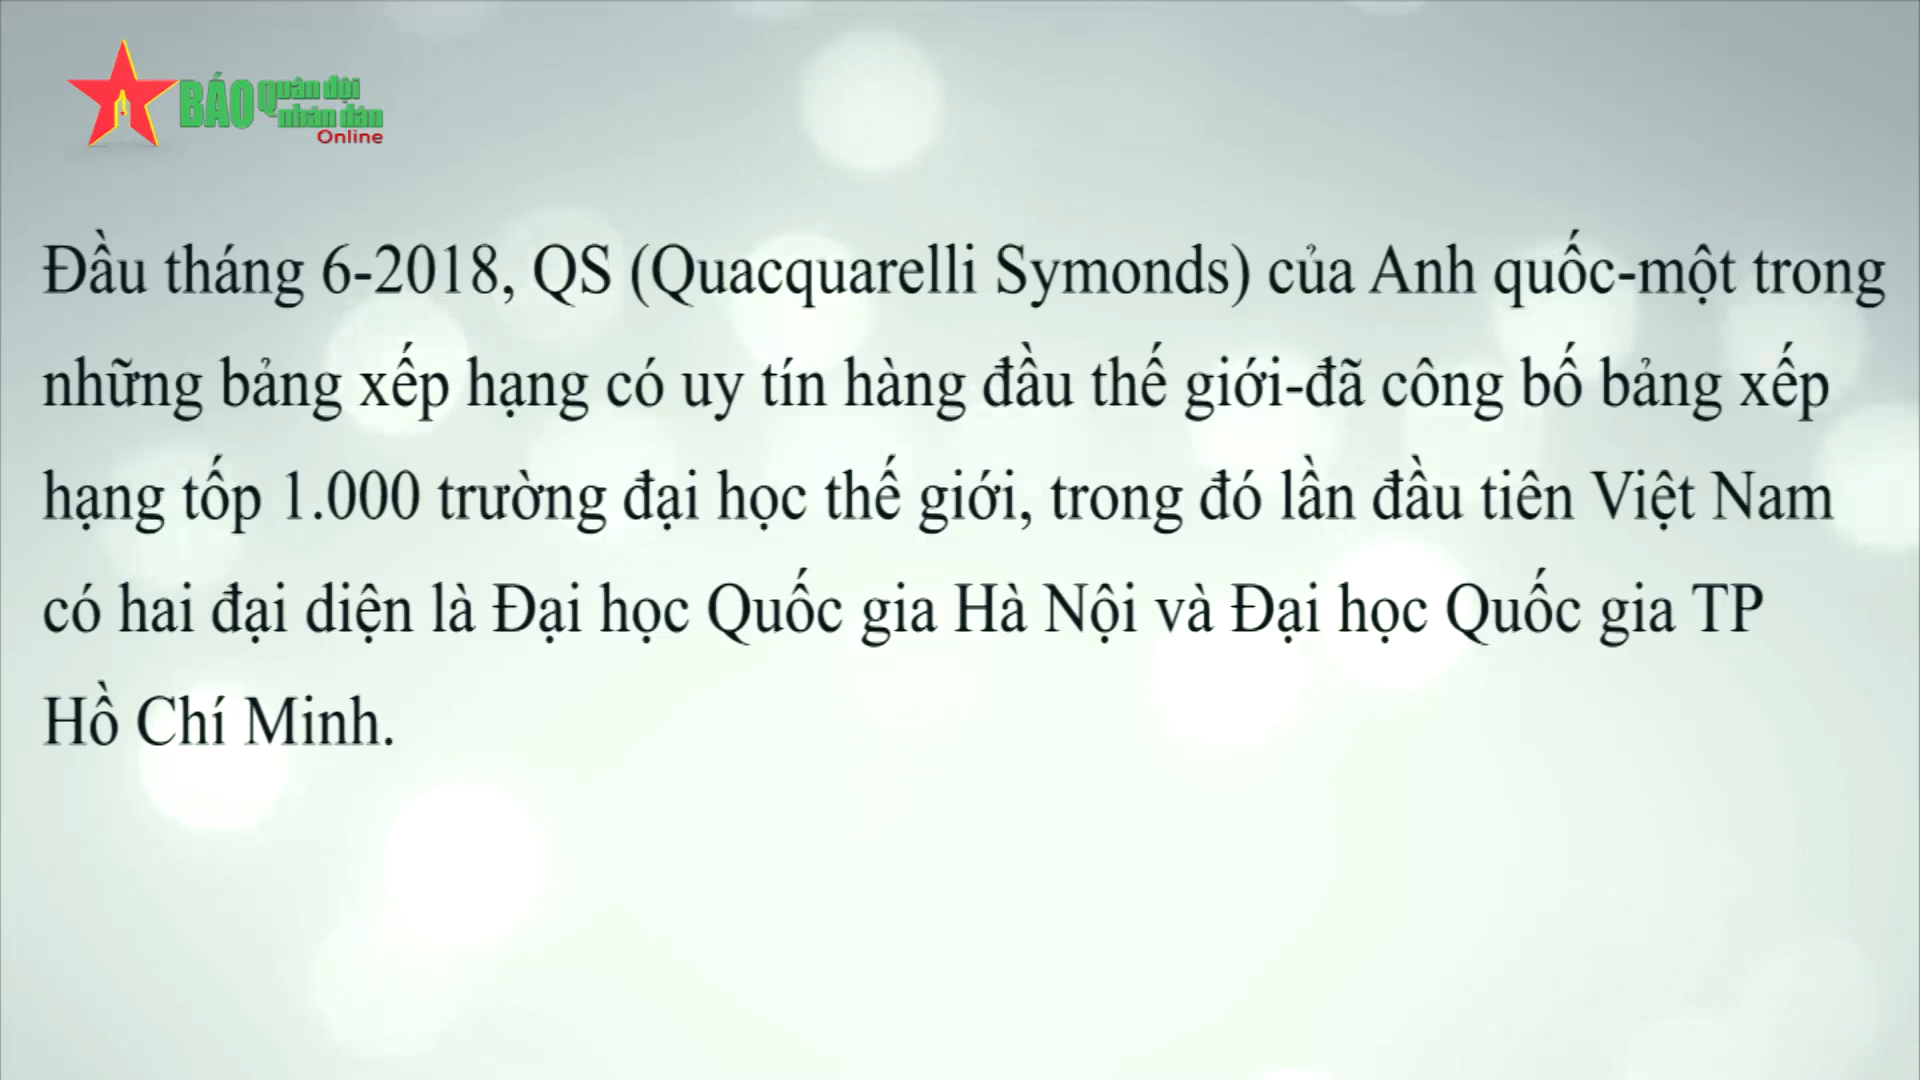 BÁO Quân đội
nhân dân
Online
Đầu tháng 6-2018, QS (Quacquarelli Symonds) của Anh quốc-một trong
những bảng xếp hạng có uy tín hàng đầu thế giới-đã công bố bảng xếp
hạng tốp 1.000 trường đại học thế giới, trong đó lần đầu tiên Việt Nam
có hai đại diện là Đại học Quốc gia Hà Nội và Đại học Quốc gia TP
Hồ Chí Minh.